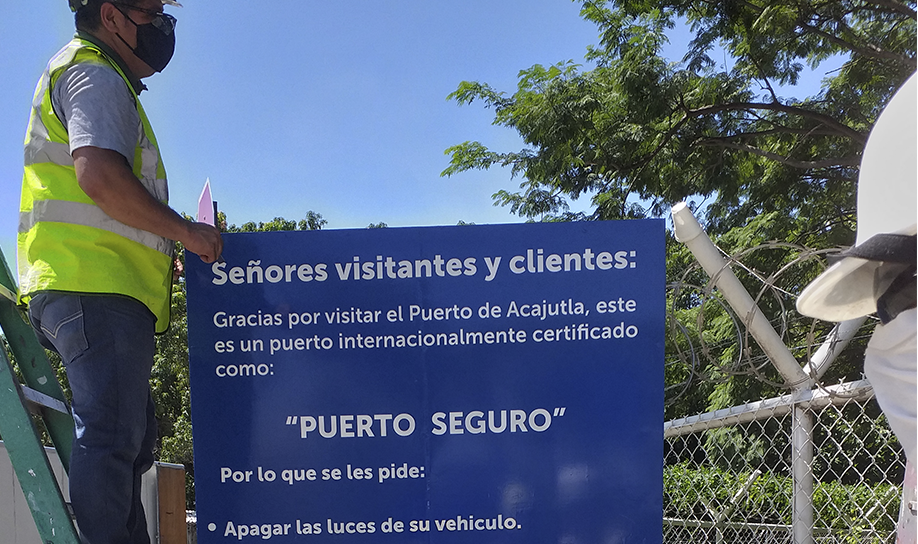 Señores visitantes y clientes:
Gracias por visitar el Puerto de Acajutla, este
es un puerto internacionalmente certificado
como:
“PUERTO SEGURO”
Por lo que se les pide:
• Apagar las luces de su vehiculo.